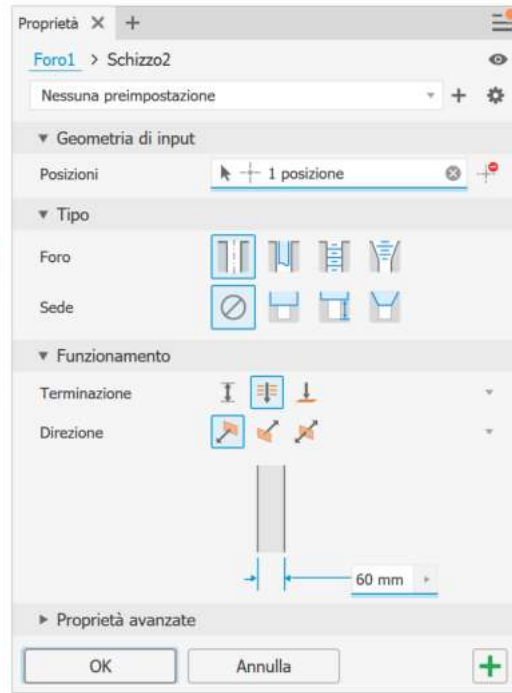 Proprietà
Foro1 > Schizzo2
Nessuna preimpostazione
Geometria di input
Posizioni 1 posizione
Tipo
Foro
Sede
Funzionamento
Terminazione
Direzione
60 mm
Proprietà avanzate
OK Annulla